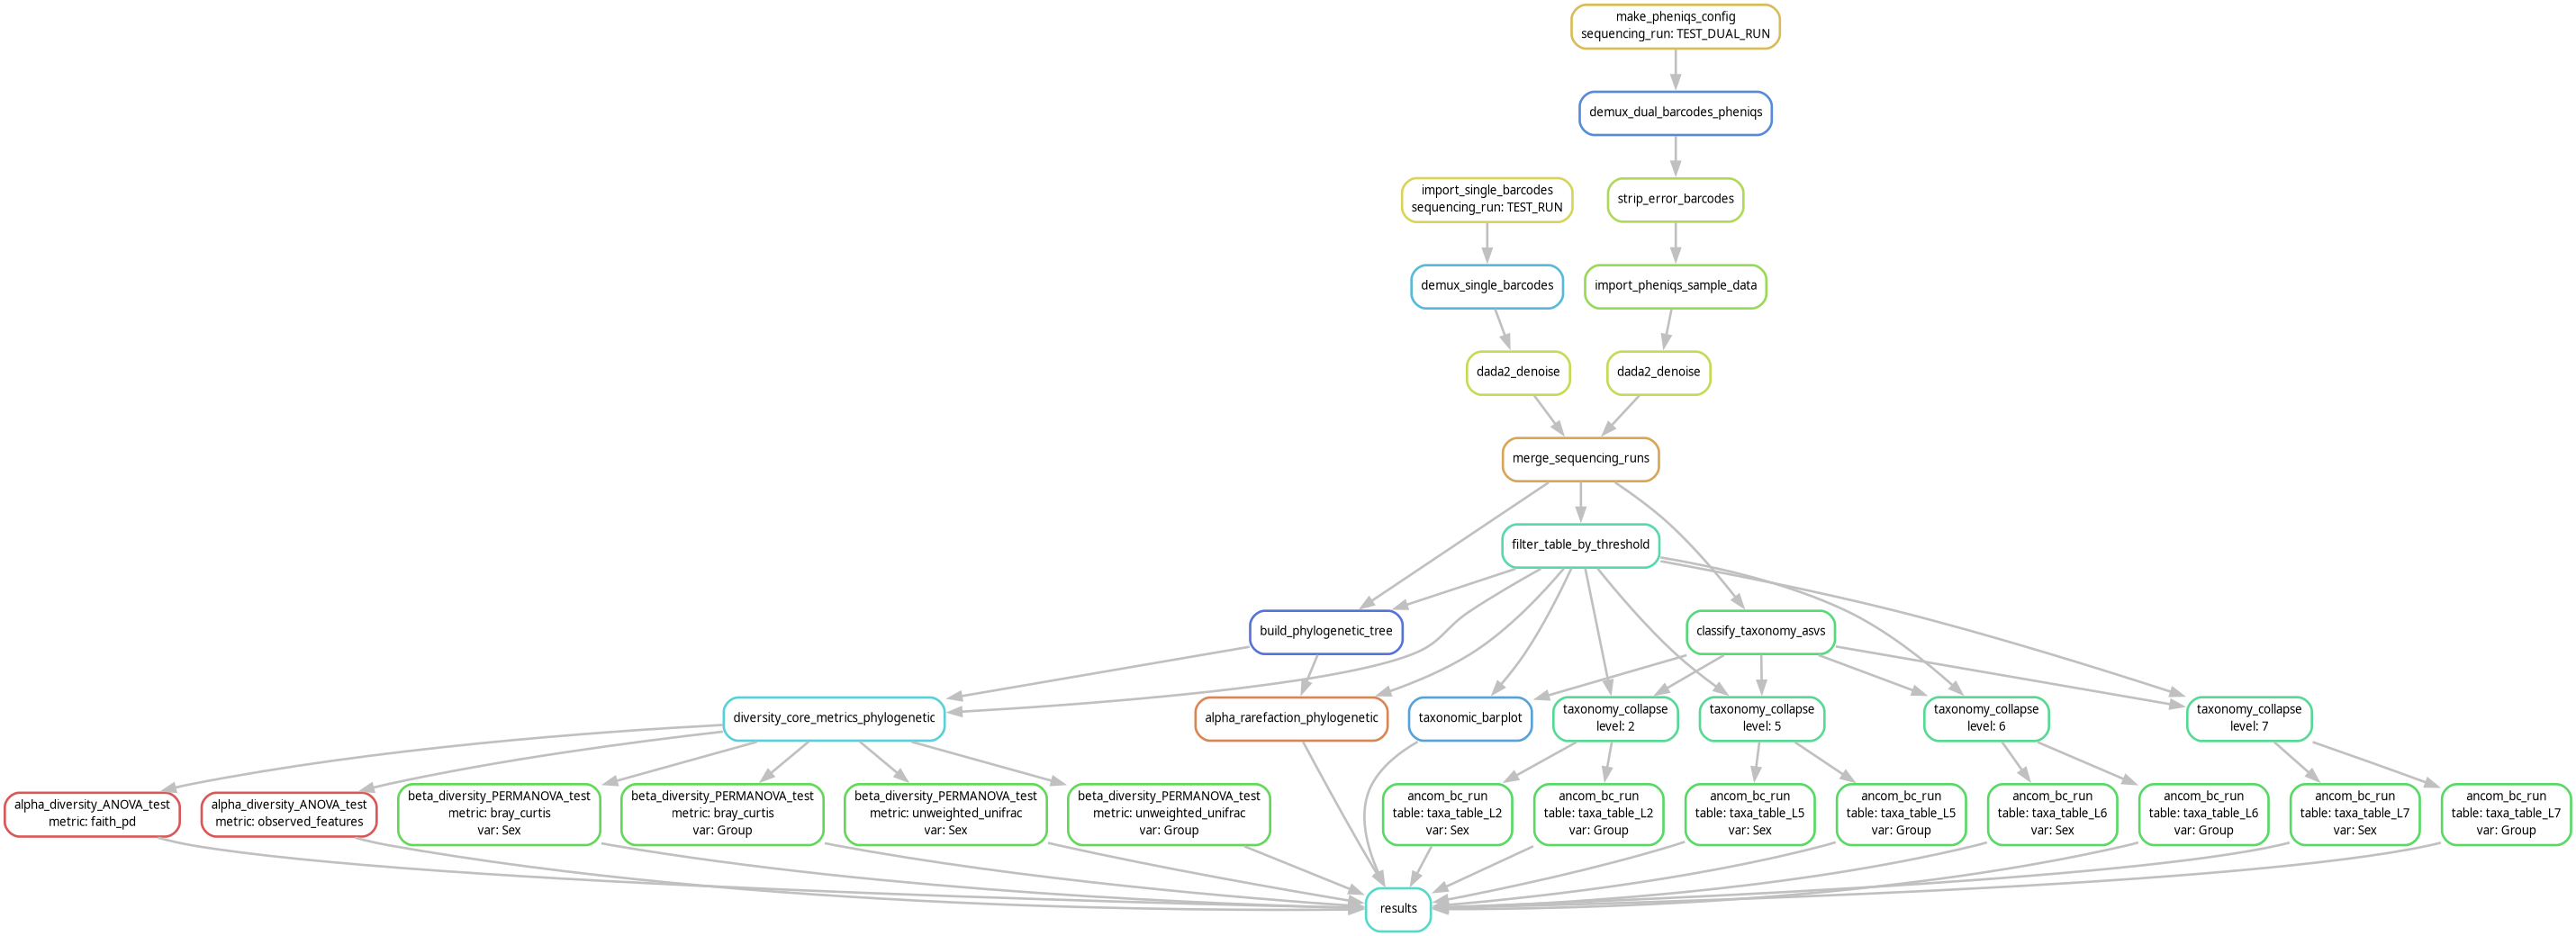 make_pheniqs_config
sequencing_run: TEST_DUAL_RUN
demux_dual_barcodes_pheniqs
import_single_barcodes
sequencing_run: TEST_RUN
strip_error_barcodes
demux_single_barcodes
import_pheniqs_sample_data
dada2_denoise
dada2_denoise
merge_sequencing_runs
filter_table_by_threshold
build_phylogenetic_tree
classify_taxonomy_asvs
diversity_core_metrics_phylogenetic
alpha_rarefaction_phylogenetic
taxonomic_barplot
taxonomy_collapse
level: 2
taxonomy_collapse
level: 5
taxonomy_collapse
level: 6
taxonomy_collapse
level: 7
alpha_diversity_ANOVA_test
metric: faith_pd
alpha_diversity_ANOVA_test
metric: observed_features
beta_diversity_PERMANOVA_test
metric: bray_curtis
var: Sex
beta_diversity_PERMANOVA_test
metric: bray_curtis
var: Group
beta_diversity_PERMANOVA_test
metric: unweighted_unifrac
var: Sex
beta_diversity_PERMANOVA_test
metric: unweighted_unifrac
var: Group
ancom_bc_run
table: taxa_table_L2
var: Sex
ancom_bc_run
table: taxa_table_L2
var: Group
ancom_bc_run
table: taxa_table_L5
var: Sex
ancom_bc_run
table: taxa_table_L5
var: Group
ancom_bc_run
table: taxa_table_L6
var: Sex
ancom_bc_run
table: taxa_table_L6
var: Group
ancom_bc_run
table: taxa_table_L7
var: Sex
ancom_bc_run
table: taxa_table_L7
var: Group
results